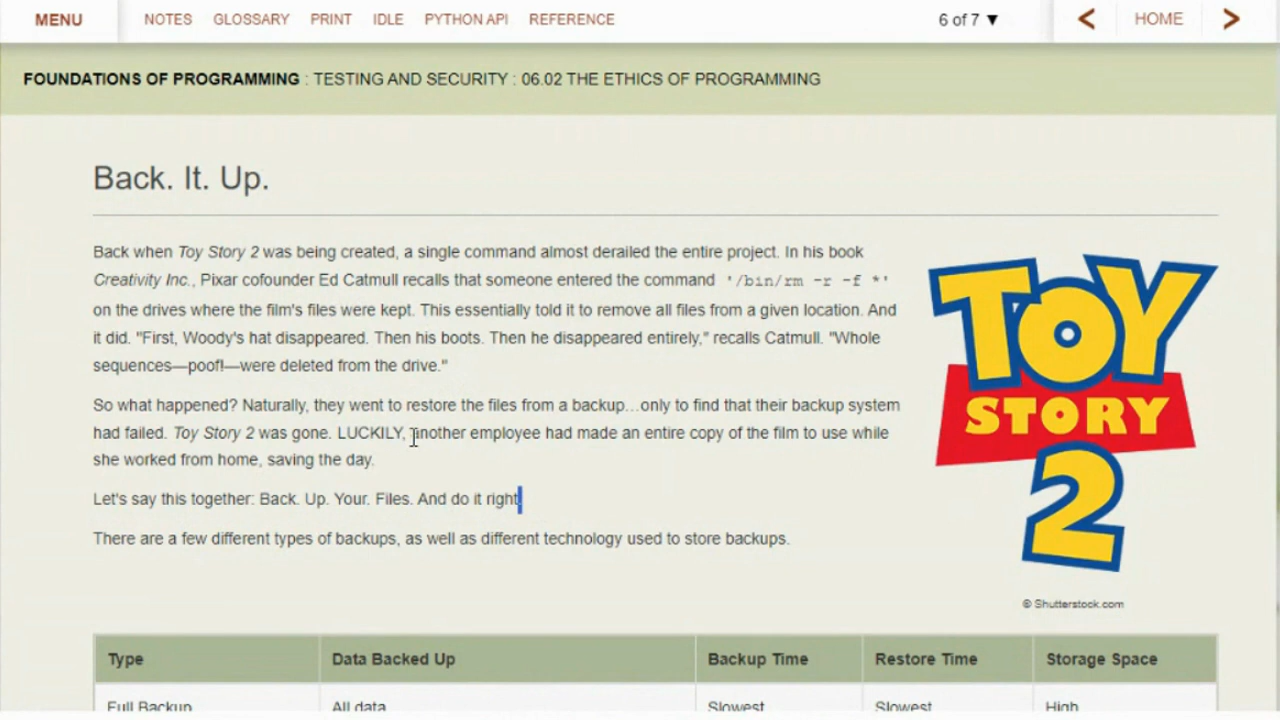 MENU NOTES GLOSSARY PRINT IDLE PYTHON API REFERENCE 6 of 7 ▼ < HOME >
FOUNDATIONS OF PROGRAMMING : TESTING AND SECURITY : 06.02 THE ETHICS OF PROGRAMMING
Back. It. Up.
Back when Toy Story 2 was being created, a single command almost derailed the entire project. In his book
Creativity Inc., Pixar cofounder Ed Catmull recalls that someone entered the command '/bin/rm -r -f *'
on the drives where the film's files were kept. This essentially told it to remove all files from a given location. And
it did. "First, Woody's hat disappeared. Then his boots. Then he disappeared entirely," recalls Catmull. "Whole
sequences—poof!—were deleted from the drive."
So what happened? Naturally, they went to restore the files from a backup…only to find that their backup system
had failed. Toy Story 2 was gone. LUCKILY, another employee had made an entire copy of the film to use while
she worked from home, saving the day.
Let's say this together: Back. Up. Your. Files. And do it right.
There are a few different types of backups, as well as different technology used to store backups.
TOY
STORY
2
© Shutterstock.com
Type Data Backed Up Backup Time Restore Time Storage Space
Full Backup All data Slowest Slowest High